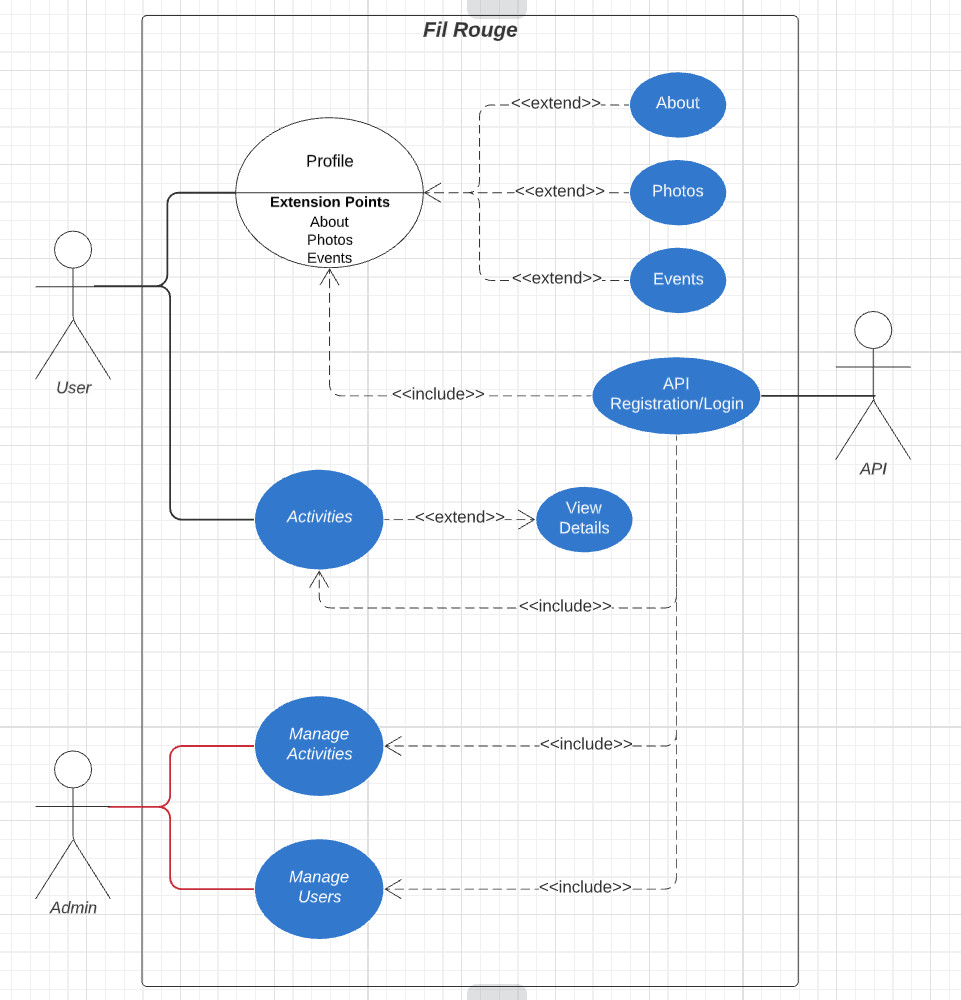 Fil Rouge
<<extend>>
About
Profile
Extension Points
About
Photos
Events
<<extend>>
Photos
<<extend>>
Events
User
<<include>>
API
Registration/Login
API
Activities
<<extend>>
View
Details
<<include>>
Manage
Activities
<<include>>
Manage
Users
<<include>>
Admin